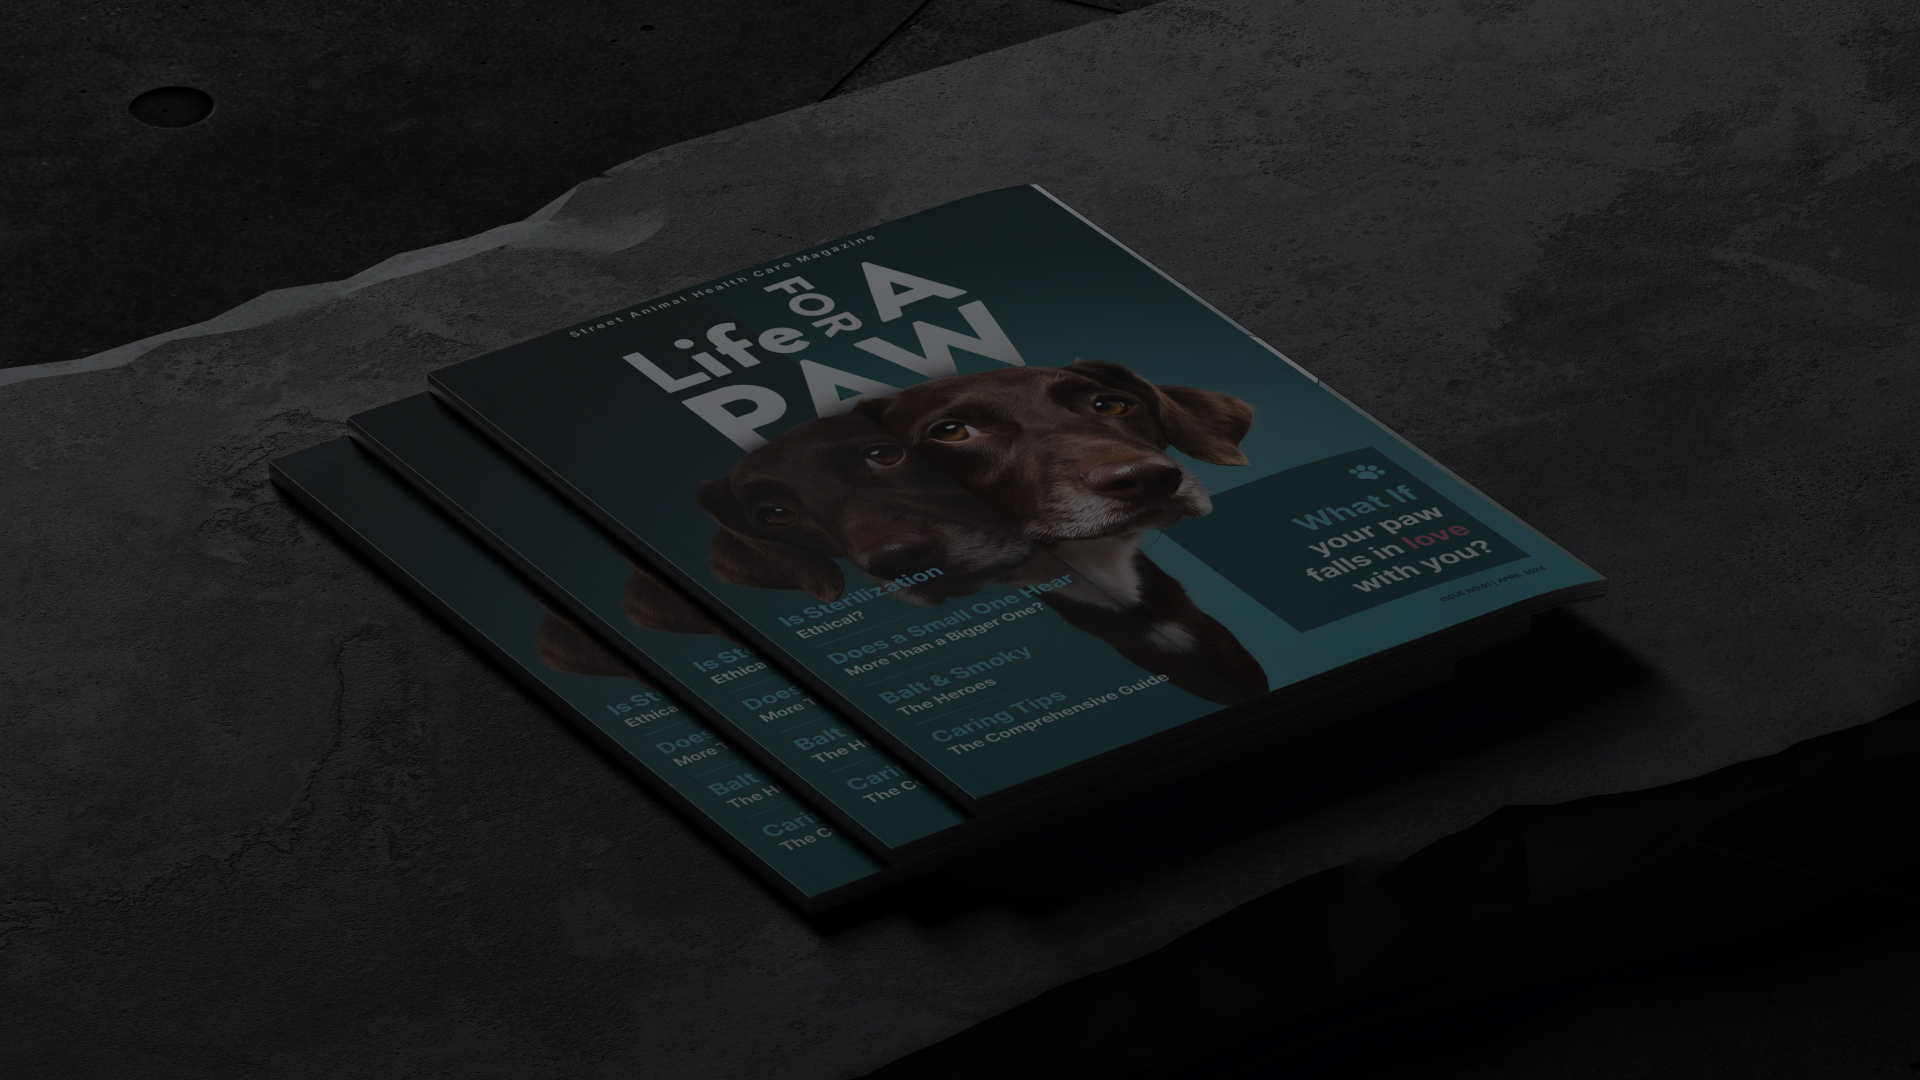 Street Animal Health Care Magazine
Life FOR A
PAW
What If
your paw
falls in love
with you?
ISSUE NO:01 | APRIL 2024
Is Sterilization
Ethical?
Does a Small One Hear
More Than a Bigger One?
Balt & Smoky
The Heroes
Caring Tips
The Comprehensive Guide
Is Ste
Ethica
Does
More T
Balt
The H
Cari
The C
Is St
Ethica
Does
More T
Balt
The H
Cari
The C